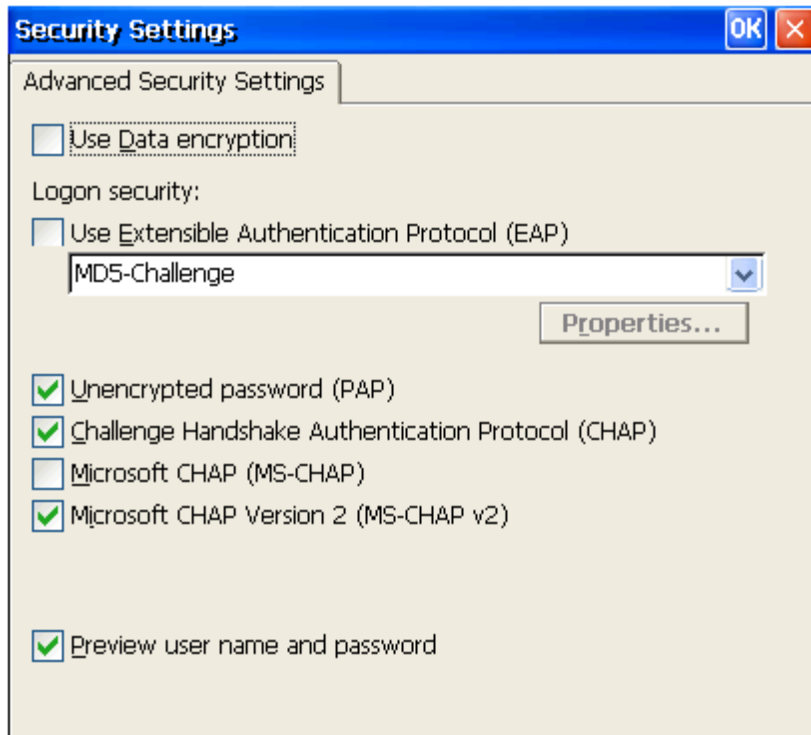 Security Settings OK
Advanced Security Settings
Use Data encryption
Logon security:
Use Extensible Authentication Protocol (EAP)
MD5-Challenge
Properties...
Unencrypted password (PAP)
Challenge Handshake Authentication Protocol (CHAP)
Microsoft CHAP (MS-CHAP)
Microsoft CHAP Version 2 (MS-CHAP v2)
Preview user name and password